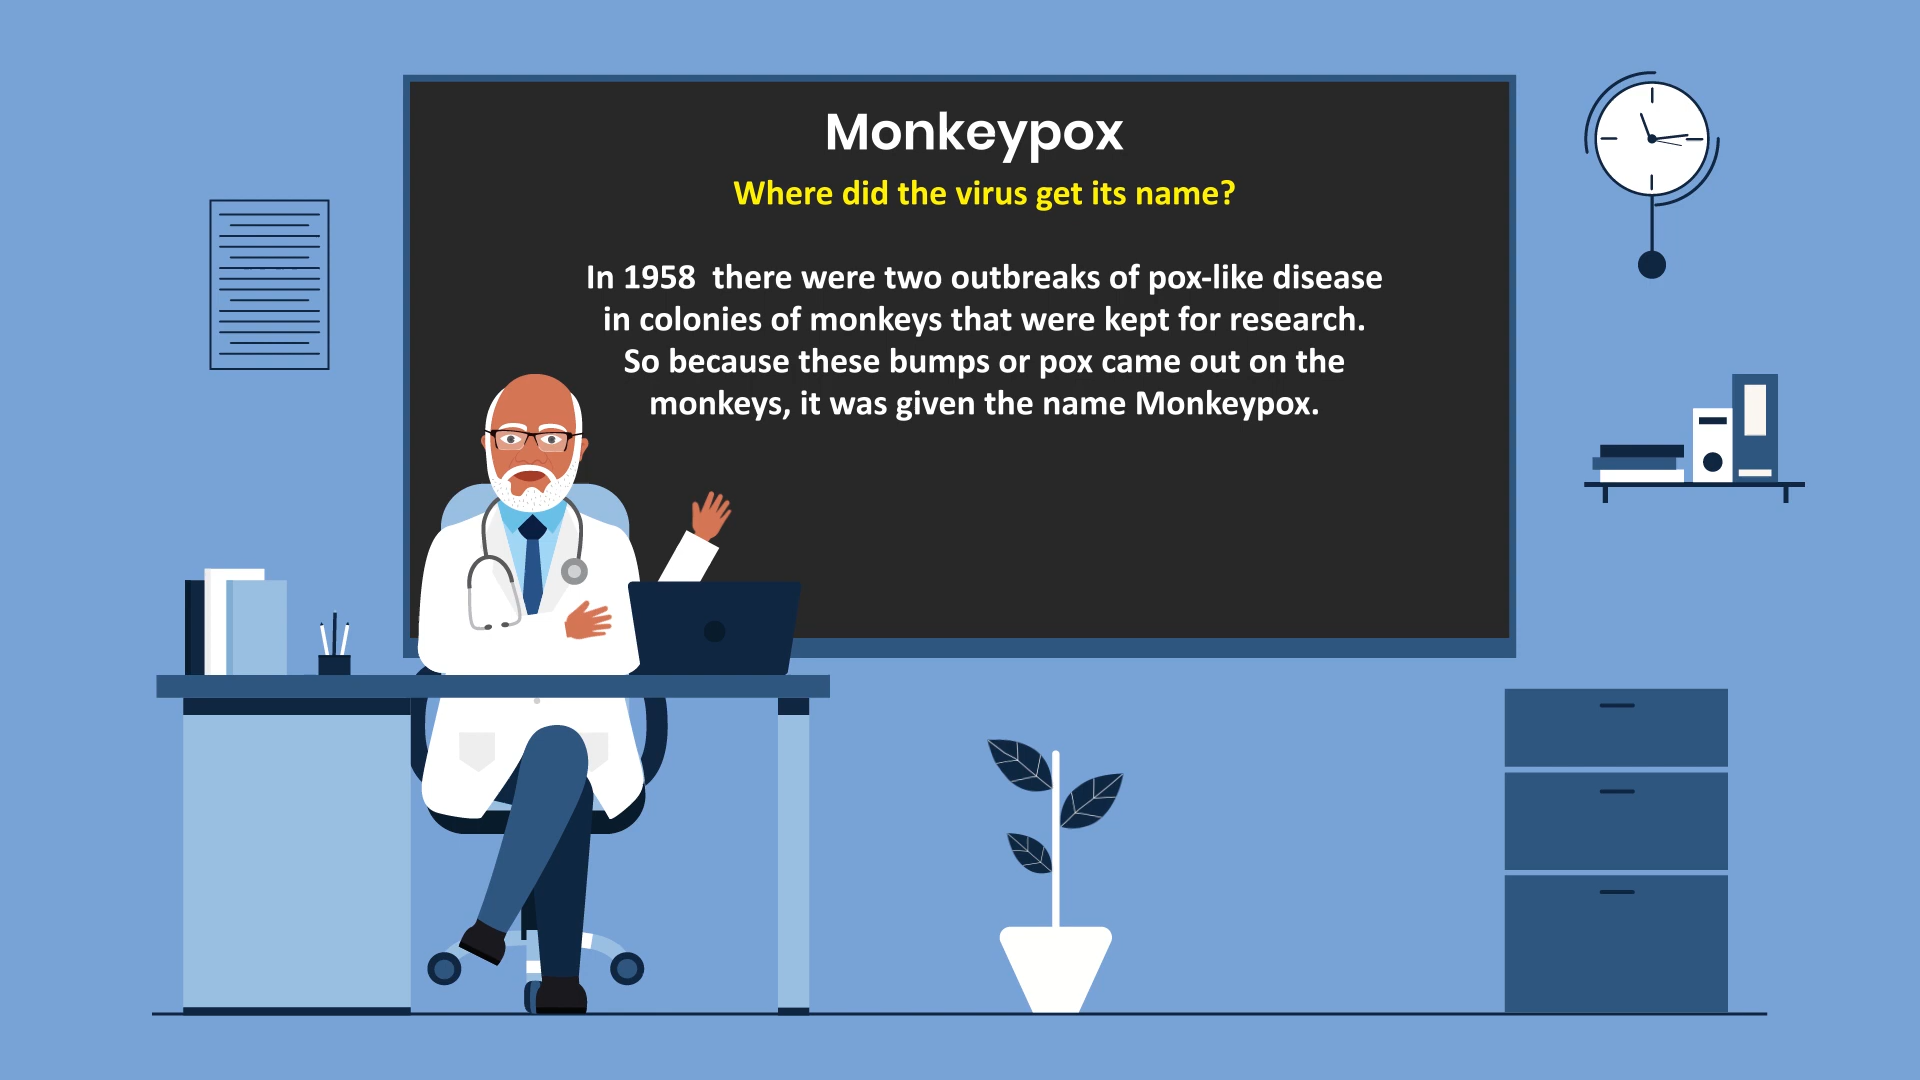 Monkeypox
Where did the virus get its name?
In 1958  there were two outbreaks of pox-like disease
in colonies of monkeys that were kept for research.
So because these bumps or pox came out on the
monkeys, it was given the name Monkeypox.